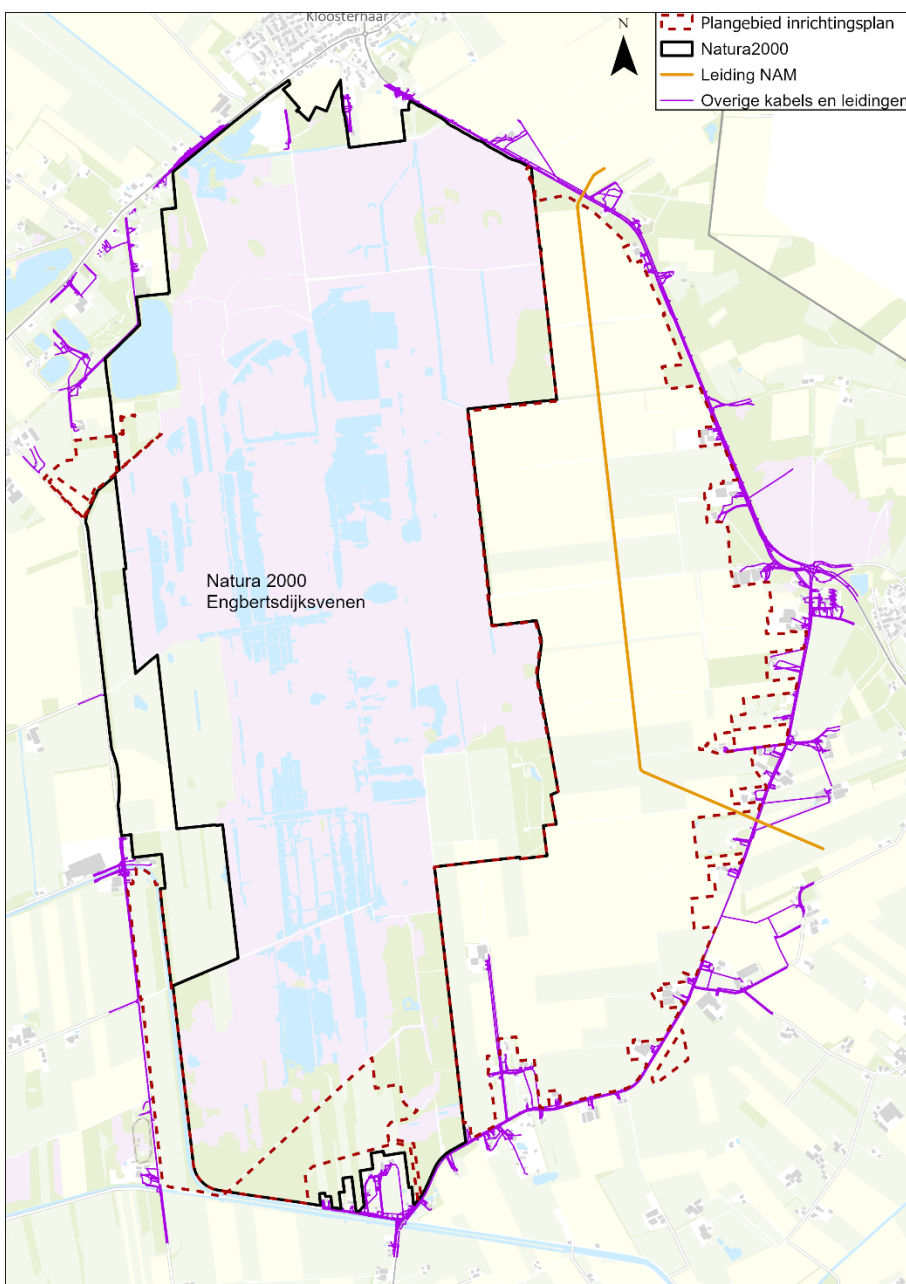 Kloosterhaar
N
Plangebied inrichtingsplan
Natura2000
Leiding NAM
Overige kabels en leidingen
Natura 2000
Engbertsdijksvenen